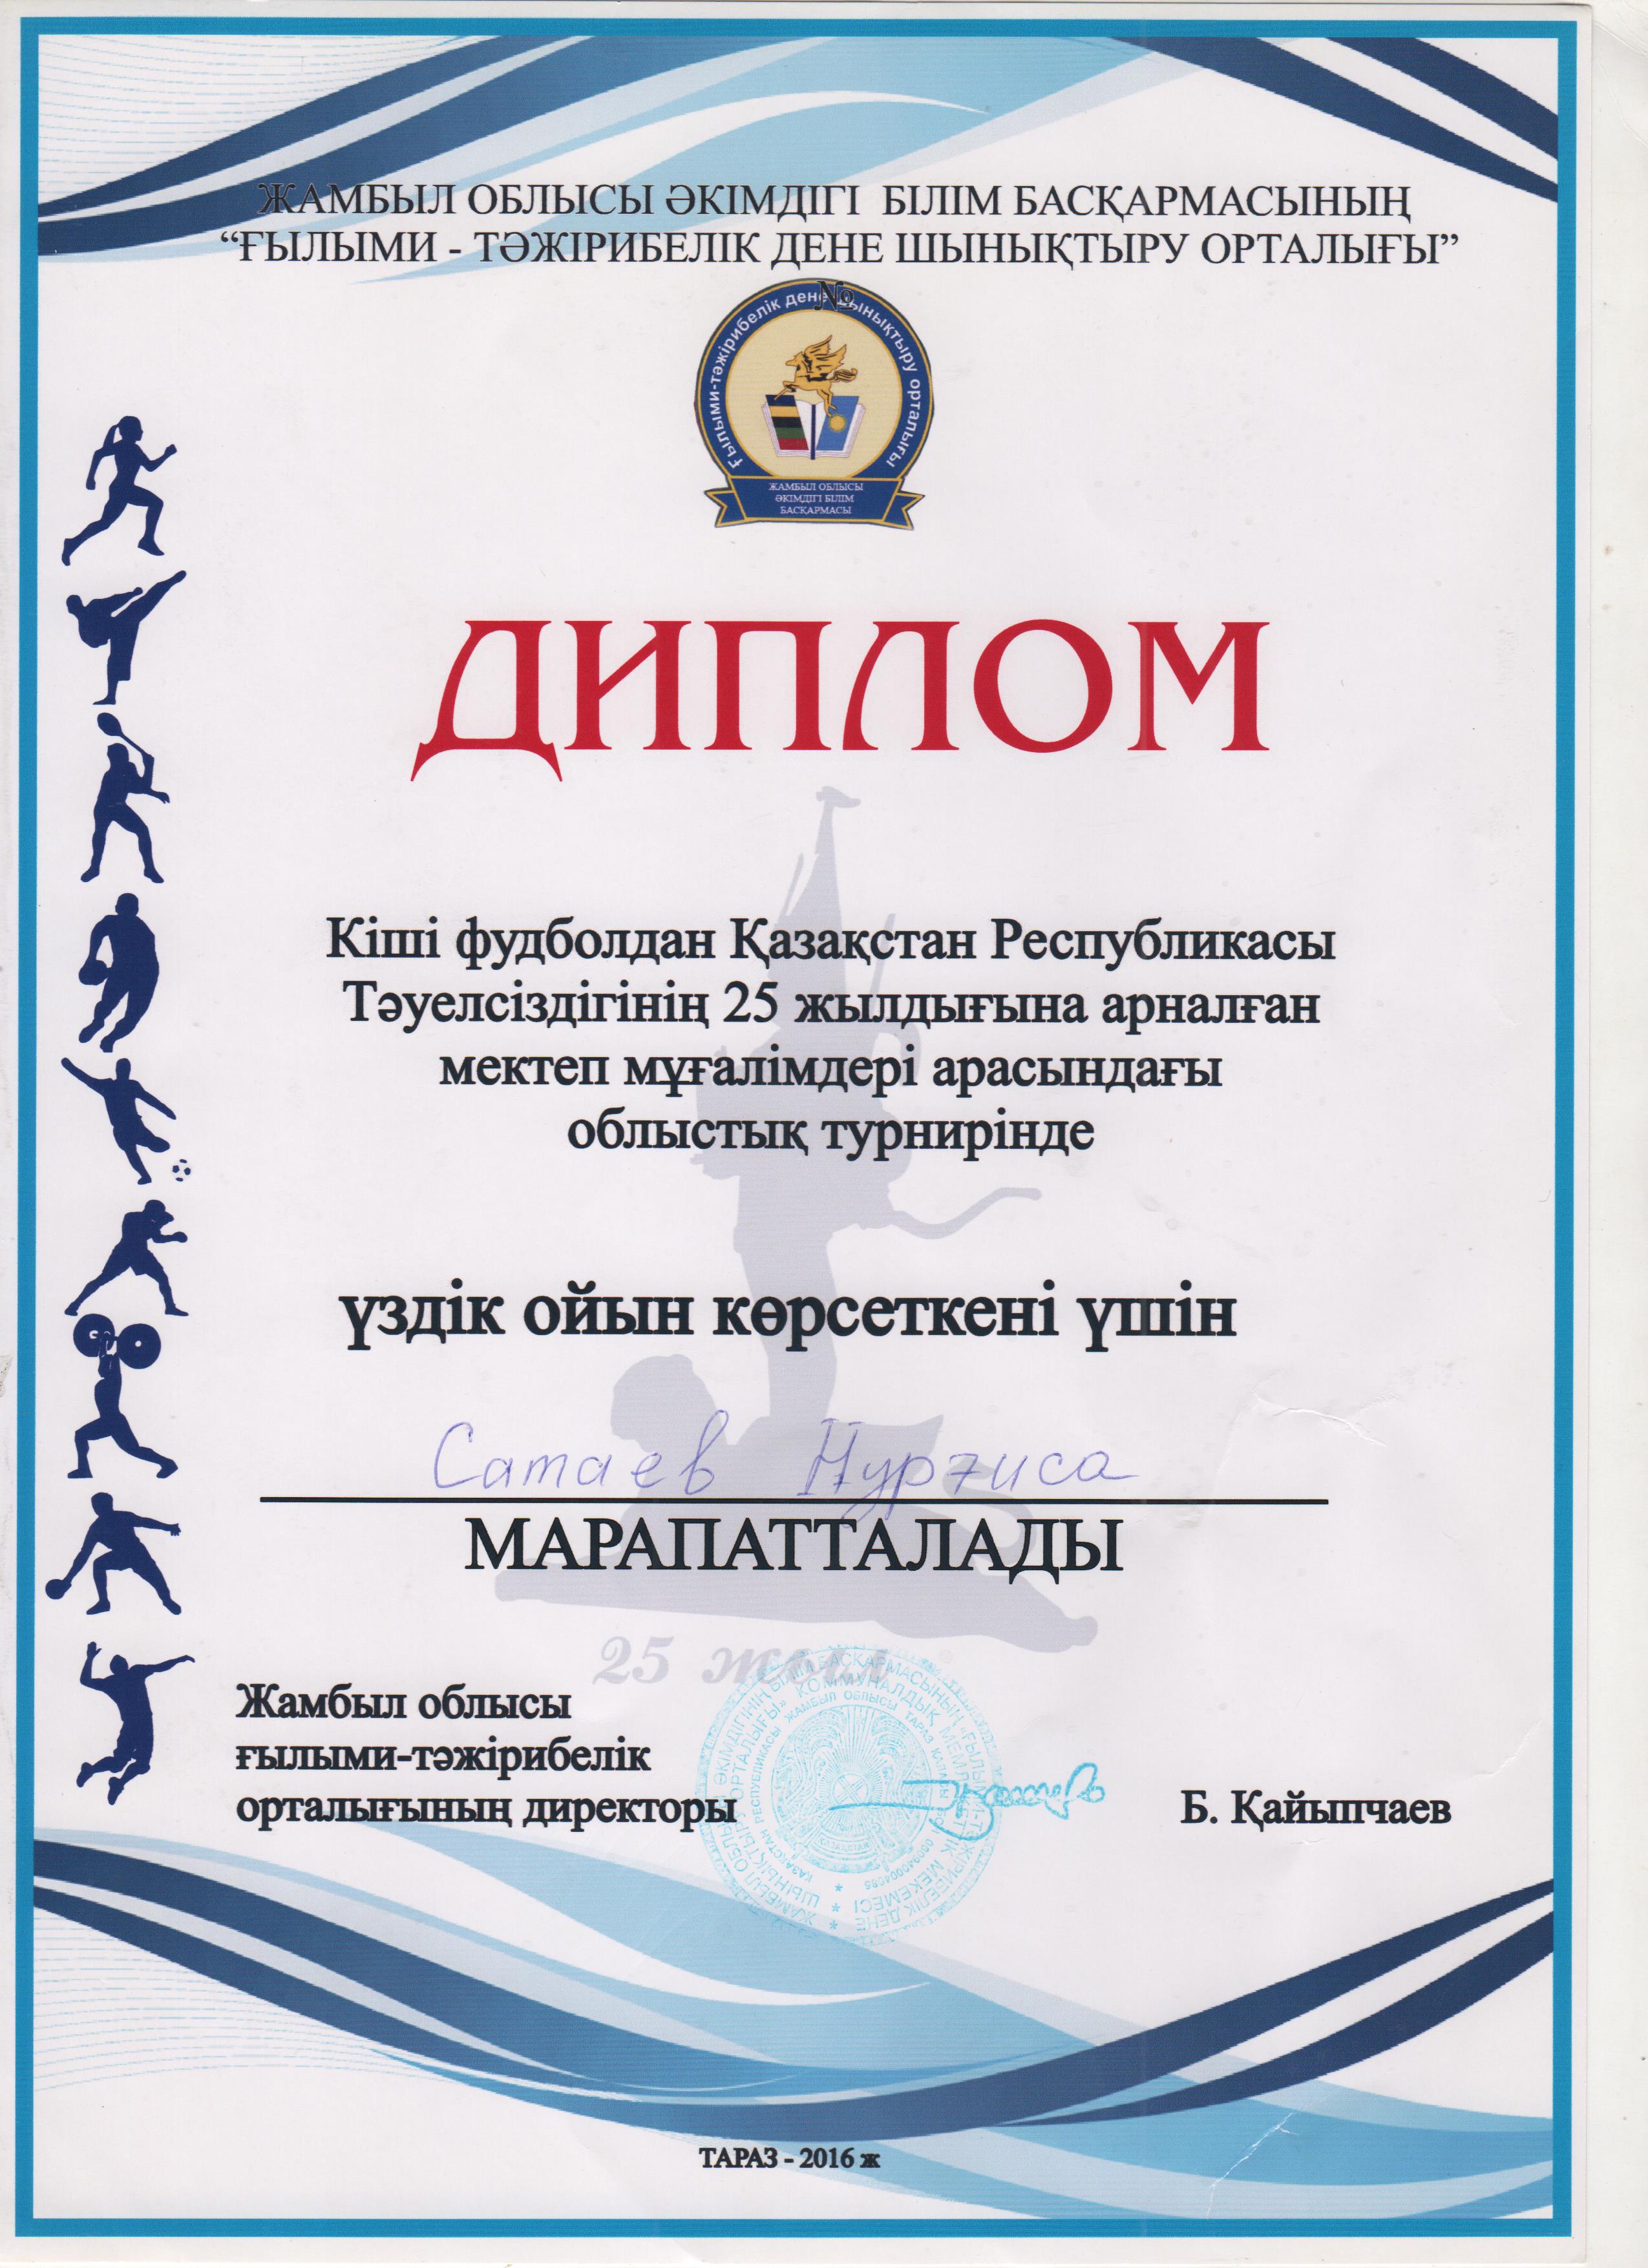 ЖАМБЫЛ ОБЛЫСЫ ӘКІМДІГІ БІЛІМ БАСҚАРМАСЫНЫҢ
“ҒЫЛЫМИ - ТӘЖІРИБЕЛІК ДЕНЕ ШЫНЫҚТЫРУ ОРТАЛЫҒЫ”
№
Ғылыми-тәжірибелік дене шынықтыру орталығы
ЖАМБЫЛ ОБЛЫСЫ
ӘКІМДІГІ БІЛІМ
БАСҚАРМАСЫ
ДИПЛОМ
Кіші фудболдан Қазақстан Республикасы
Тәуелсіздігінің 25 жылдығына арналған
мектеп мұғалімдері арасындағы
облыстық турнирінде
үздік ойын көрсеткені үшін
Сатаев Нурғиса
МАРАПАТТАЛАДЫ
25 жыл
Жамбыл облысы
ғылыми-тәжірибелік
орталығының директоры
Б. Қайыпчаев
ТАРАЗ - 2016 ж